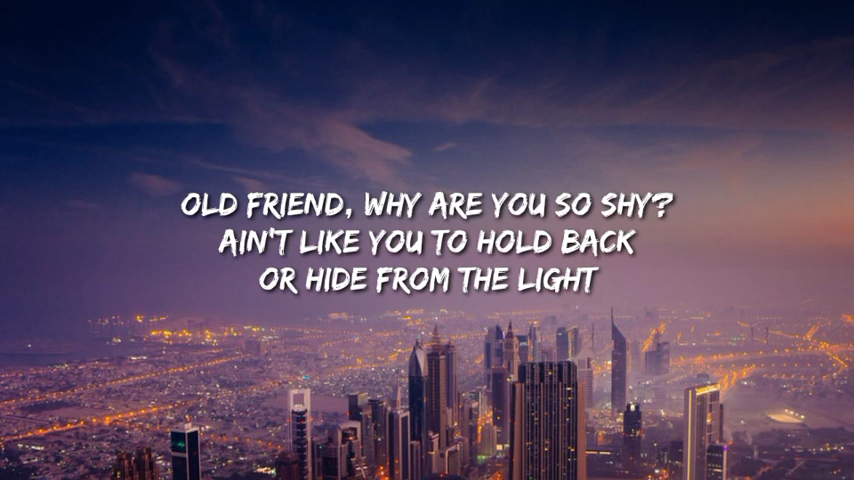 OLD FRIEND, WHY ARE YOU SO SHY?
AIN'T LIKE YOU TO HOLD BACK
OR HIDE FROM THE LIGHT